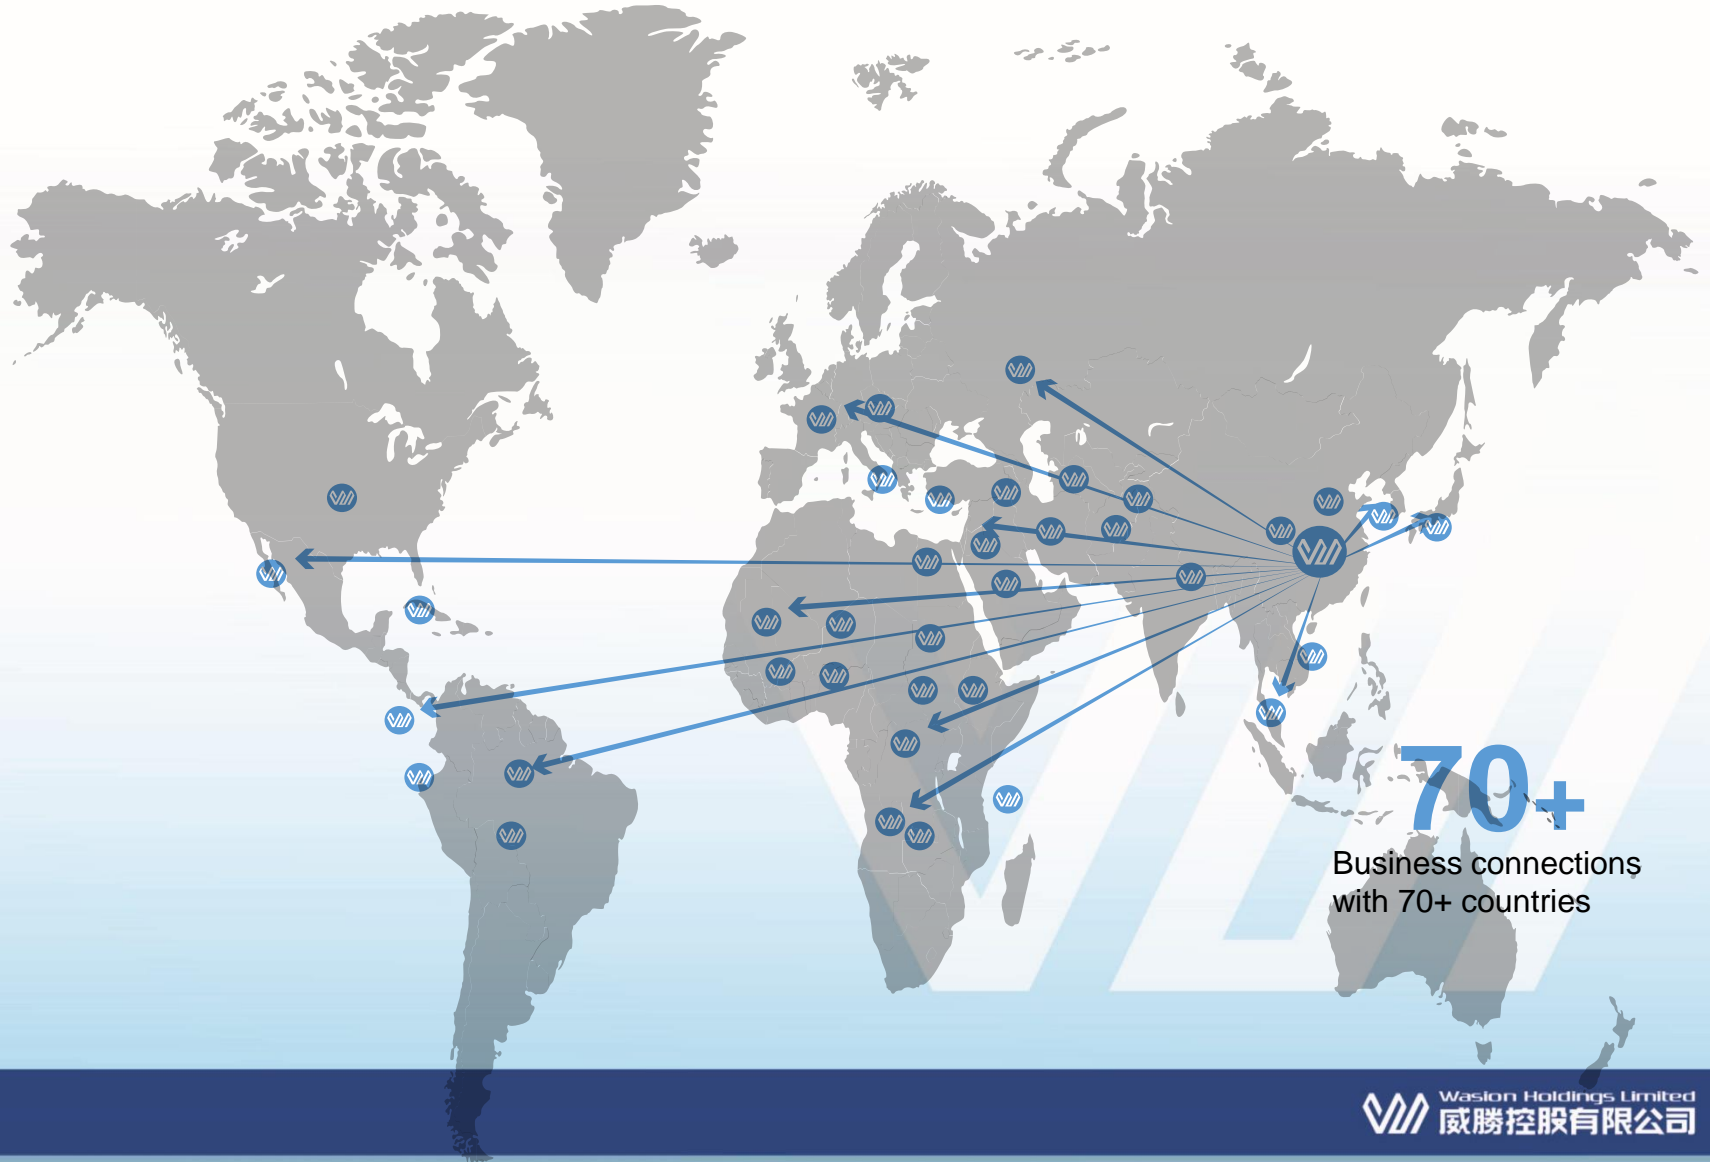 70+
Business connections
with 70+ countries
Wasion Holdings Limited
威勝控股有限公司